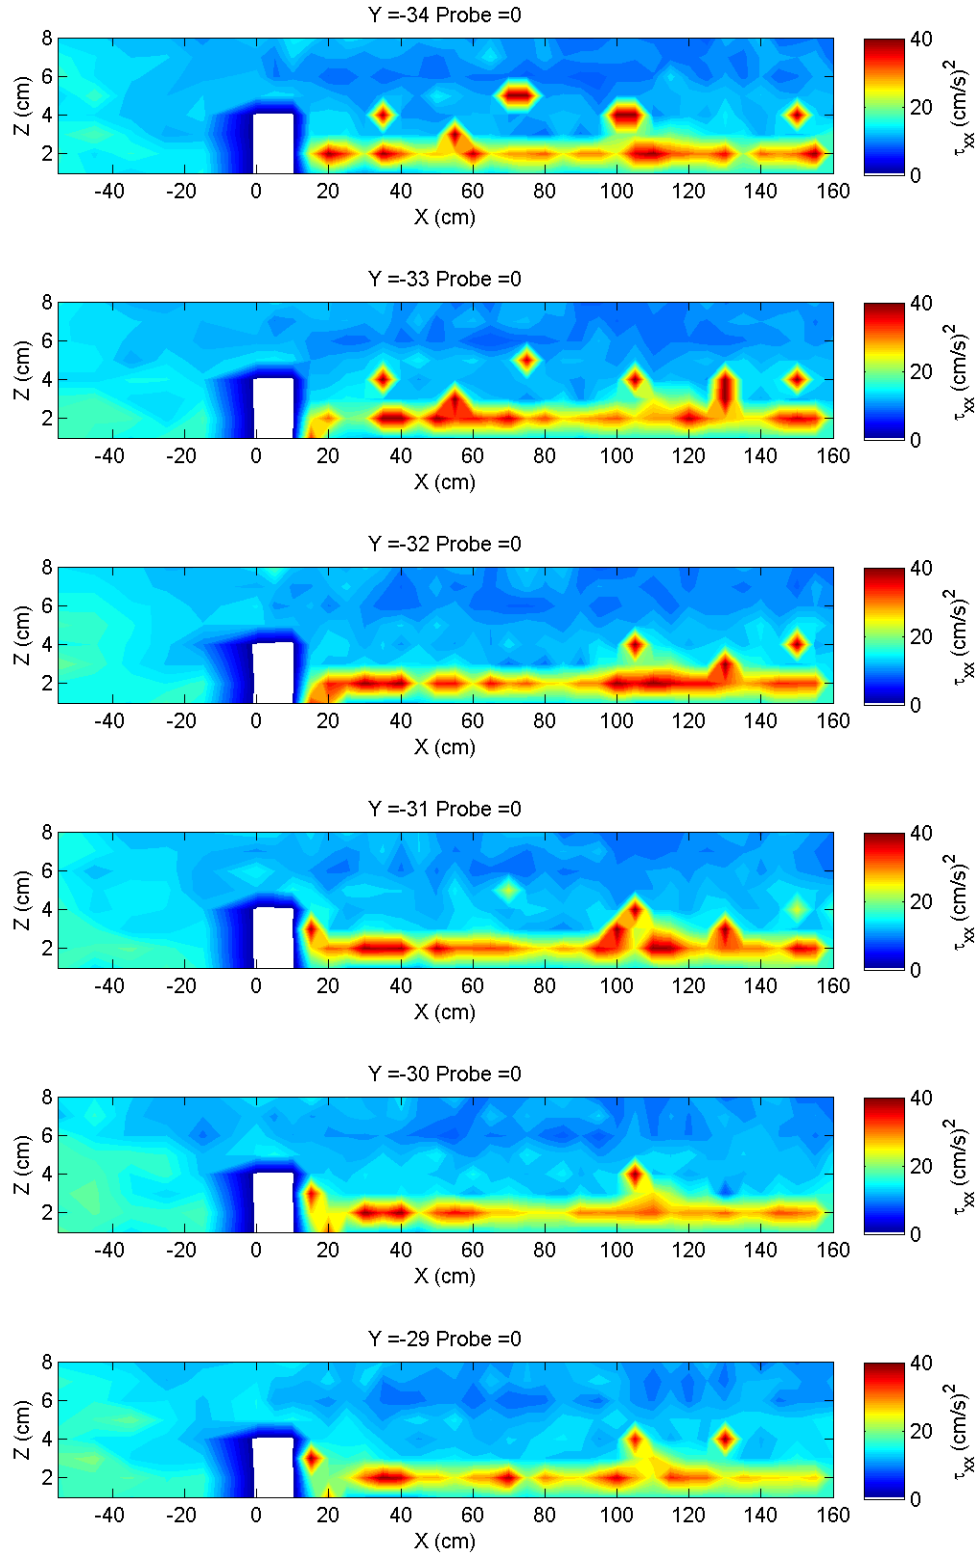 Y =-34 Probe =0
8
6
4
2
Z (cm)
-40 -20 0 20 40 60 80 100 120 140 160
X (cm)
40
20
0
τxx (cm/s)²
Y =-33 Probe =0
8
6
4
2
Z (cm)
-40 -20 0 20 40 60 80 100 120 140 160
X (cm)
40
20
0
τxx (cm/s)²
Y =-32 Probe =0
8
6
4
2
Z (cm)
-40 -20 0 20 40 60 80 100 120 140 160
X (cm)
40
20
0
τxx (cm/s)²
Y =-31 Probe =0
8
6
4
2
Z (cm)
-40 -20 0 20 40 60 80 100 120 140 160
X (cm)
40
20
0
τxx (cm/s)²
Y =-30 Probe =0
8
6
4
2
Z (cm)
-40 -20 0 20 40 60 80 100 120 140 160
X (cm)
40
20
0
τxx (cm/s)²
Y =-29 Probe =0
8
6
4
2
Z (cm)
-40 -20 0 20 40 60 80 100 120 140 160
X (cm)
40
20
0
τxx (cm/s)²